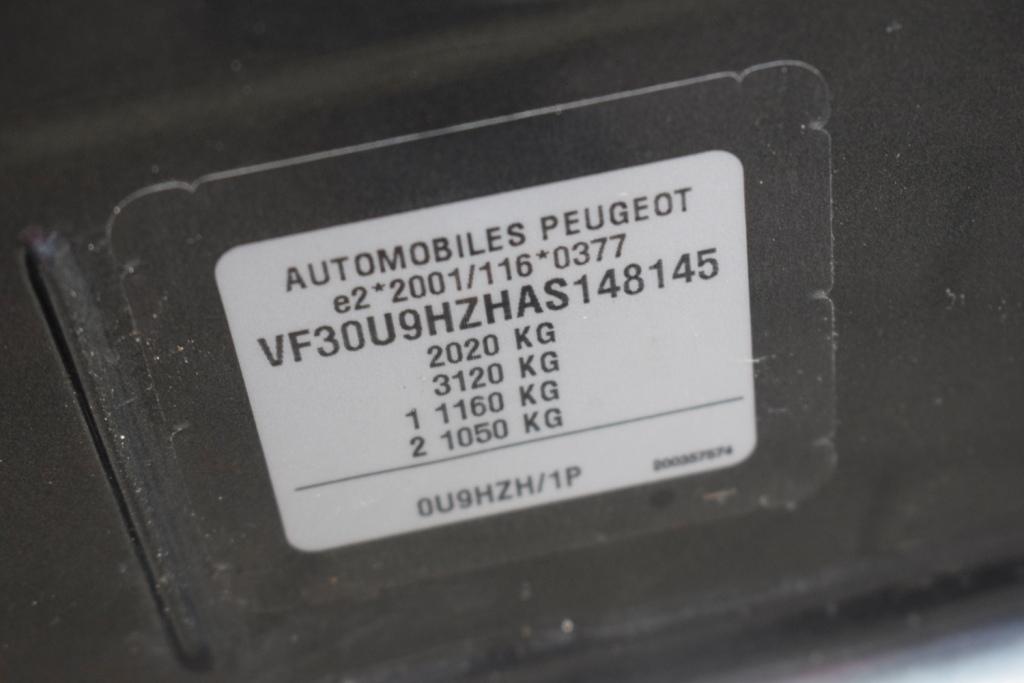 AUTOMOBILES PEUGEOT
e2*2001/116*0377
VF30U9HZHAS148145
2020 KG
3120 KG
1 1160 KG
2 1050 KG
0U9HZH/1P
200357574